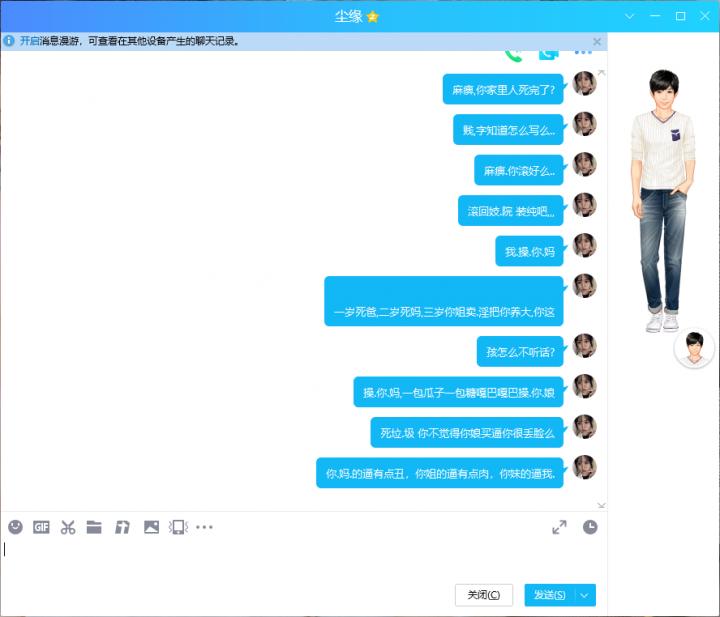 尘缘
开启消息漫游，可查看在其他设备产生的聊天记录。
麻痹,你家里人死完了?
贱,字知道怎么写么..
麻痹.你滚好么..
滚回妓.院 装纯吧,,,
我.操.你.妈
一岁死爸,二岁死妈,三岁你姐卖.淫把你养大,你这
孩怎么不听话?
操.你.妈,一包瓜子一包糖嘎巴嘎巴操.你.娘
死垃.圾 你不觉得你娘买逼你很丢脸么
你.妈.的逼有点丑，你姐的逼有点肉，你妹的逼我.
GIF
关闭(C)
发送(S)